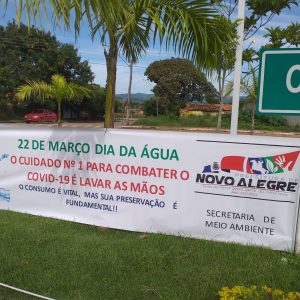 22 DE MARÇO DIA DA ÁGUA
O CUIDADO Nº 1 PARA COMBATER O
COVID-19 É LAVAR AS MÃOS
O CONSUMO É VITAL, MAS SUA PRESERVAÇÃO É
FUNDAMENTAL!!
NOVO ALEGRE
SECRETARIA DE
MEIO AMBIENTE